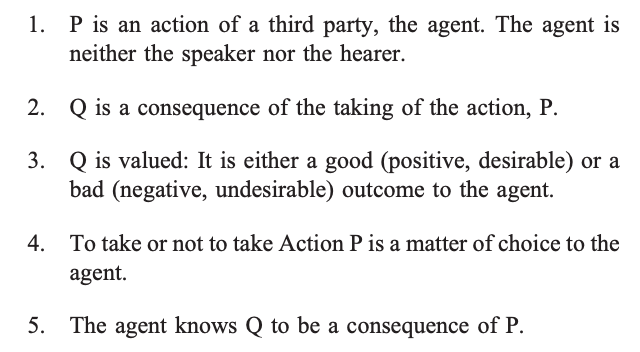 1. P is an action of a third party, the agent. The agent is
neither the speaker nor the hearer.
2. Q is a consequence of the taking of the action, P.
3. Q is valued: It is either a good (positive, desirable) or a
bad (negative, undesirable) outcome to the agent.
4. To take or not to take Action P is a matter of choice to the
agent.
5. The agent knows Q to be a consequence of P.